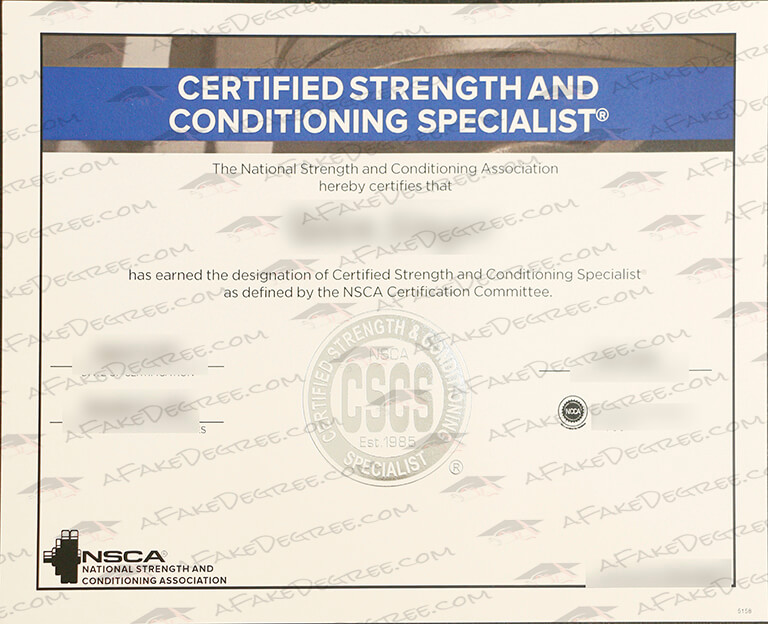 CERTIFIED STRENGTH AND
CONDITIONING SPECIALIST®
The National Strength and Conditioning Association
hereby certifies that
has earned the designation of Certified Strength and Conditioning Specialist
as defined by the NSCA Certification Committee.
CERTIFIED STRENGTH & CONDITIONING SPECIALIST ®
NSCA
CSCS
Est.1985
NCCA
NSCA®
NATIONAL STRENGTH AND
CONDITIONING ASSOCIATION
AFakeDegree.com